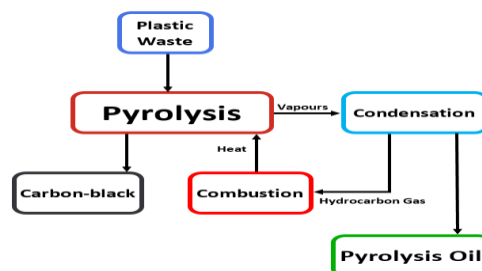 Plastic
Waste
Pyrolysis
Vapours
Condensation
Heat
Carbon-black
Combustion
Hydrocarbon Gas
Pyrolysis Oil